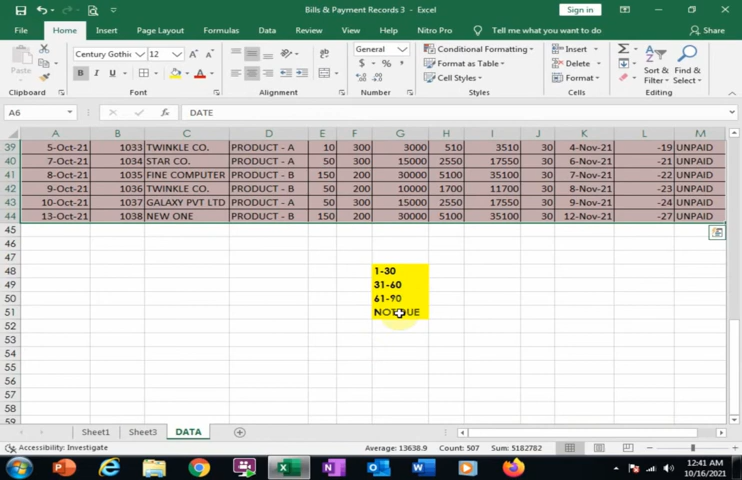 Bills & Payment Records 3 - Excel
Sign in
File Home Insert Page Layout Formulas Data Review View Help Nitro Pro Tell me what you want to do Share
Paste
Century Gothic 12 A A
B I U A
General
$ % ,
Conditional Formatting
Format as Table
Cell Styles
Insert
Delete
Format
Sort & Filter
Find & Select
Clipboard Font Alignment Number Styles Cells Editing
A6 fx DATE
A B C D E F G H I J K L M
39 5-Oct-21 1033 TWINKLE CO. PRODUCT - A 10 300 3000 510 3510 30 4-Nov-21 -19 UNPAID
40 7-Oct-21 1034 STAR CO. PRODUCT - A 50 300 15000 2550 17550 30 6-Nov-21 -21 UNPAID
41 8-Oct-21 1035 FINE COMPUTER PRODUCT - B 150 200 30000 5100 35100 30 7-Nov-21 -22 UNPAID
42 9-Oct-21 1036 TWINKLE CO. PRODUCT - B 50 200 10000 1700 11700 30 8-Nov-21 -23 UNPAID
43 10-Oct-21 1037 GALAXY PVT LTD PRODUCT - A 50 300 15000 2550 17550 30 9-Nov-21 -24 UNPAID
44 13-Oct-21 1038 NEW ONE PRODUCT - B 150 200 30000 5100 35100 30 12-Nov-21 -27 UNPAID
45
46
47
48 1-30
49 31-60
50 61-90
51 NOT DUE
52
53
54
55
56
57
58
59
Sheet1 Sheet3 DATA
Accessibility: Investigate Average: 13638.9 Count: 507 Sum: 5182782
12:41 AM
10/16/2021